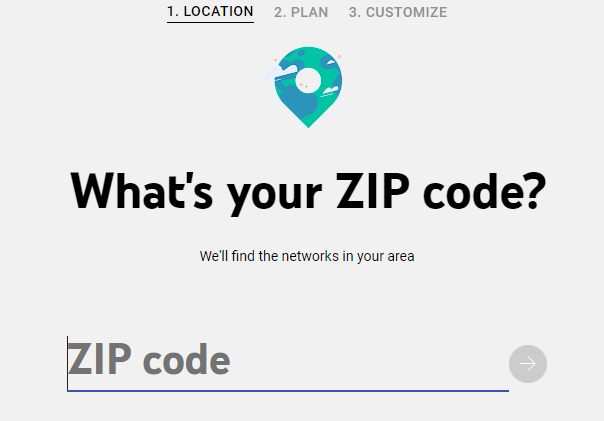 1. LOCATION 2. PLAN 3. CUSTOMIZE
What's your ZIP code?
We'll find the networks in your area
ZIP code